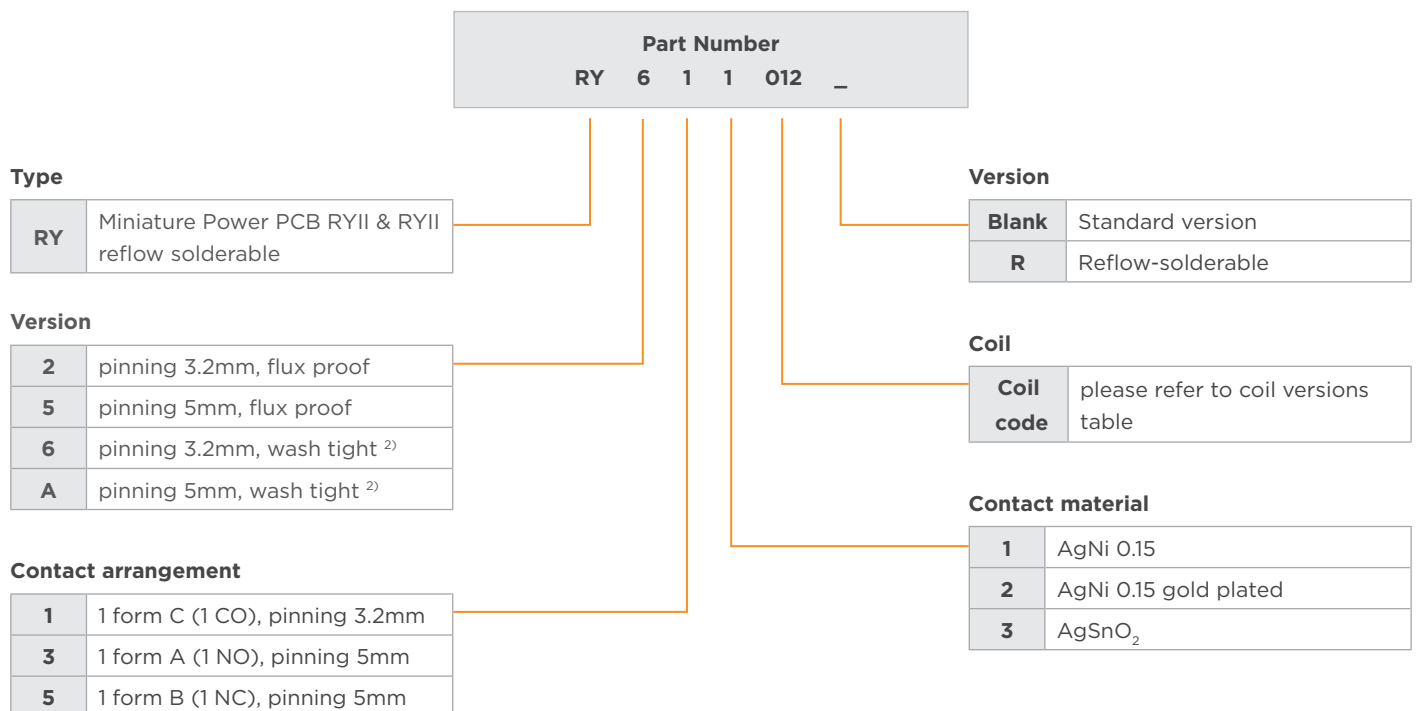 Part Number
RY 6 1 1 012 _
Type
RY Miniature Power PCB RYII & RYII
reflow solderable
Version
2 pinning 3.2mm, flux proof
5 pinning 5mm, flux proof
6 pinning 3.2mm, wash tight 2)
A pinning 5mm, wash tight 2)
Contact arrangement
1 1 form C (1 CO), pinning 3.2mm
3 1 form A (1 NO), pinning 5mm
5 1 form B (1 NC), pinning 5mm
Version
Blank Standard version
R Reflow-solderable
Coil
Coil code please refer to coil versions
table
Contact material
1 AgNi 0.15
2 AgNi 0.15 gold plated
3 AgSnO2